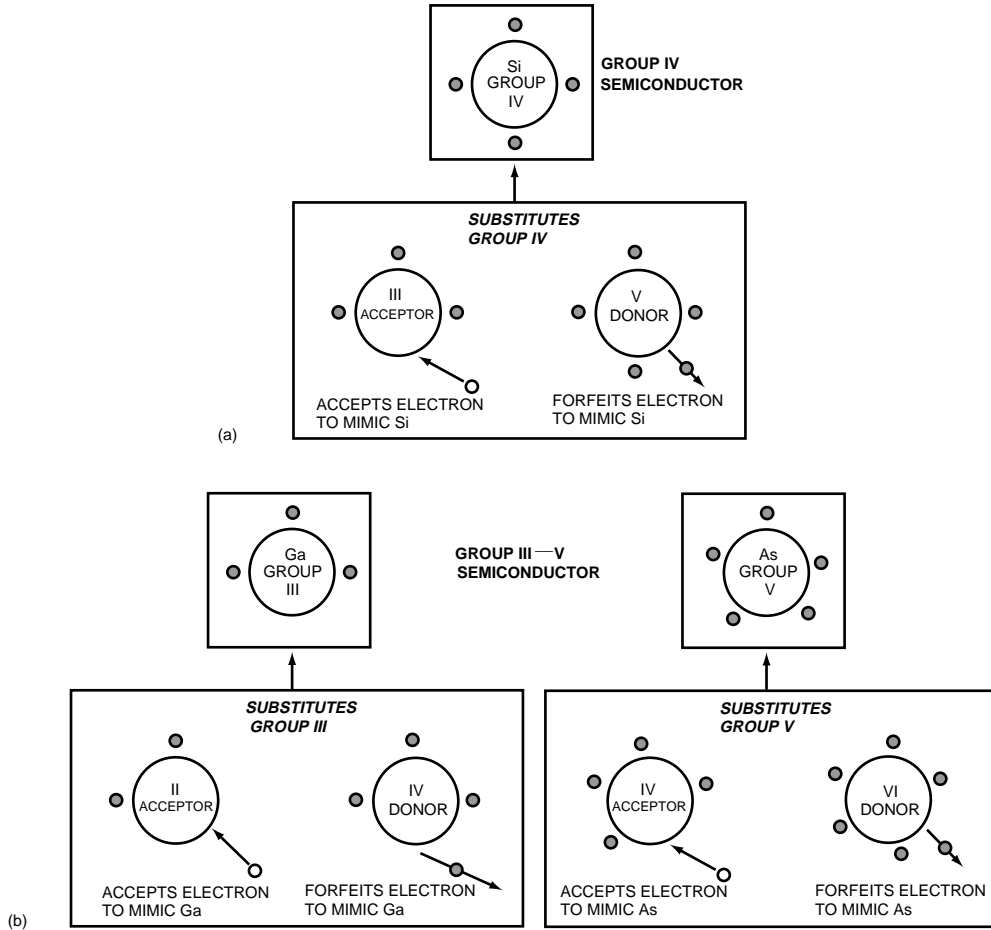 Si
GROUP
IV
GROUP IV
SEMICONDUCTOR
SUBSTITUTES
GROUP IV
III
ACCEPTOR
ACCEPTS ELECTRON
TO MIMIC Si
V
DONOR
FORFEITS ELECTRON
TO MIMIC Si
(a)
Ga
GROUP
III
GROUP III—V
SEMICONDUCTOR
As
GROUP
V
SUBSTITUTES
GROUP III
II
ACCEPTOR
ACCEPTS ELECTRON
TO MIMIC Ga
IV
DONOR
FORFEITS ELECTRON
TO MIMIC Ga
SUBSTITUTES
GROUP V
IV
ACCEPTOR
ACCEPTS ELECTRON
TO MIMIC As
VI
DONOR
FORFEITS ELECTRON
TO MIMIC As
(b)